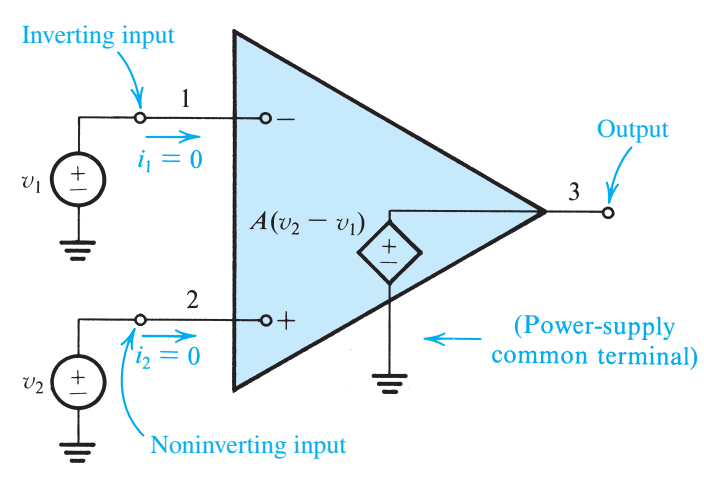 Inverting input
1
−
i₁ = 0
v₁
+
−
Output
3
A(v₂ − v₁)
+
−
2
+
i₂ = 0
v₂
+
−
(Power-supply
common terminal)
Noninverting input